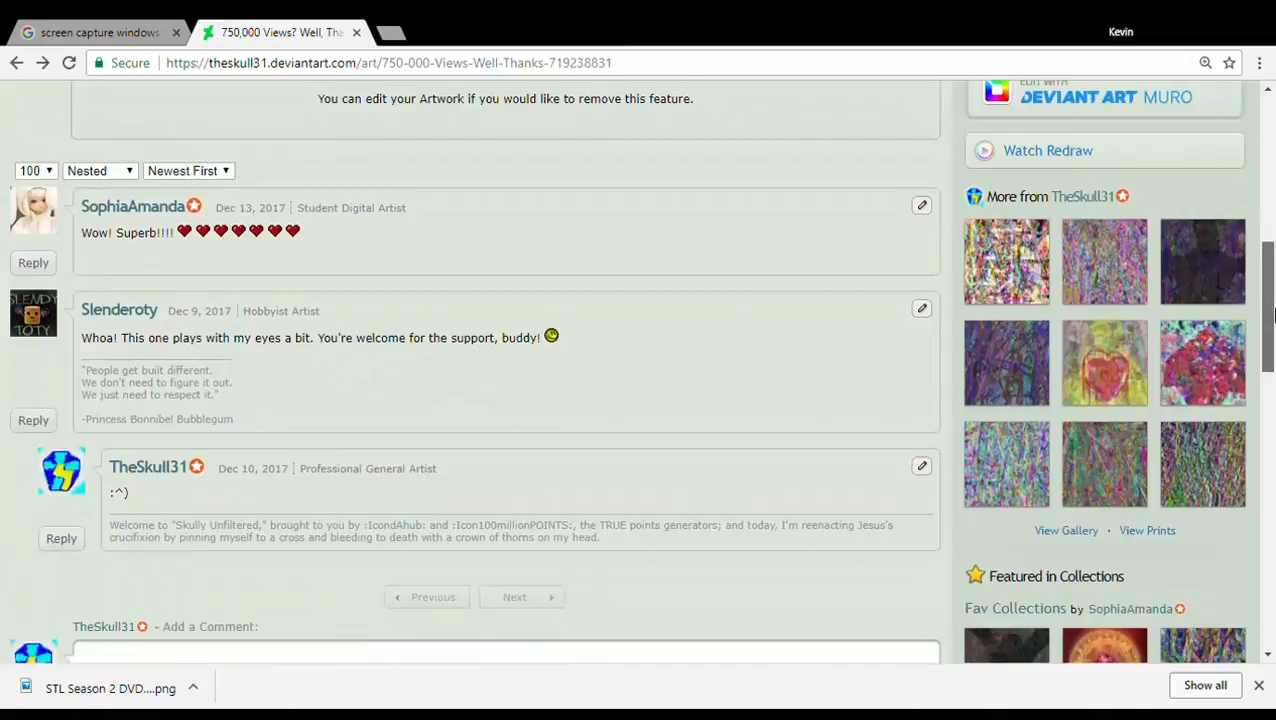 screen capture windows
750,000 Views? Well, Tha
Kevin
Secure
https://theskull31.deviantart.com/art/750-000-Views-Well-Thanks-719238831
You can edit your Artwork if you would like to remove this feature.
EDIT WITH
DEVIANT ART MURO
Watch Redraw
100 Nested Newest First
SophiaAmanda Dec 13, 2017 Student Digital Artist
Wow! Superb!!!!
Reply
SLENDY
TOTY
Slenderoty Dec 9, 2017 Hobbyist Artist
Whoa! This one plays with my eyes a bit. You're welcome for the support, buddy!
"People get built different.
We don't need to figure it out.
We just need to respect it."
-Princess Bonnibel Bubblegum
Reply
TheSkull31 Dec 10, 2017 Professional General Artist
:^)
Welcome to "Skully Unfiltered," brought to you by :IcondAhub: and :Icon100millionPOINTS:, the TRUE points generators; and today, I'm reenacting Jesus's
crucifixion by pinning myself to a cross and bleeding to death with a crown of thorns on my head.
Reply
Previous Next
TheSkull31 - Add a Comment:
More from TheSkull31
View Gallery · View Prints
Featured in Collections
Fav Collections by SophiaAmanda
STL Season 2 DVD....png
Show all